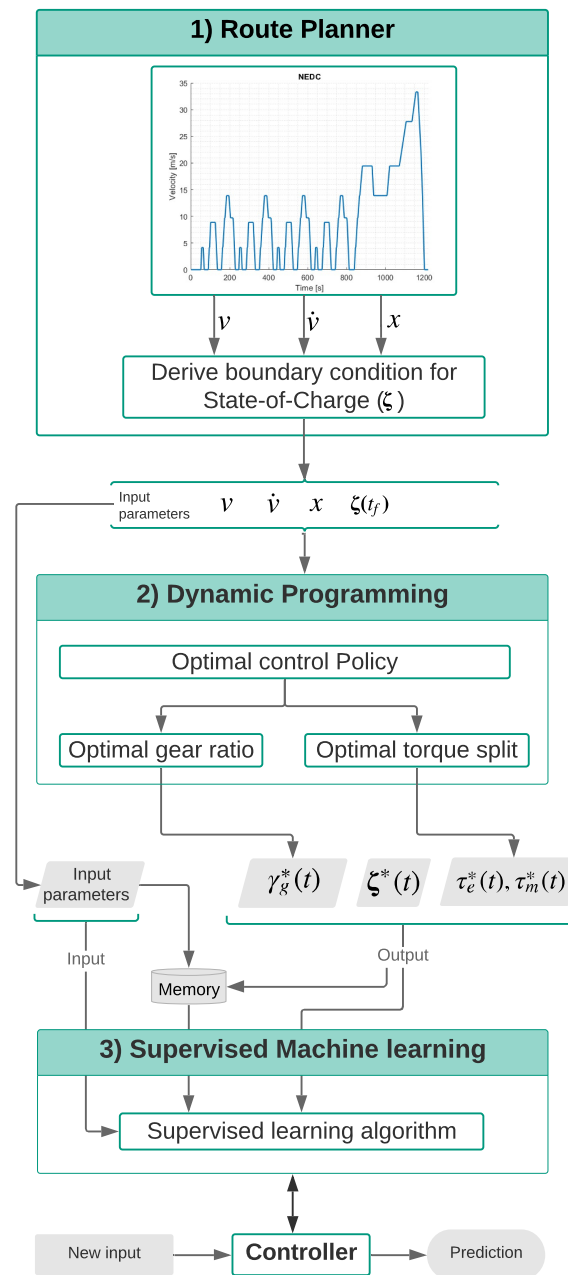 1) Route Planner
NEDC
Velocity [m/s]
35
30
25
20
15
10
5
0
0 200 400 600 800 1000 1200
Time [s]
v v̇ x
Derive boundary condition for
State-of-Charge (ζ )
Input
parameters
v v̇ x ζ(t_f)
2) Dynamic Programming
Optimal control Policy
Optimal gear ratio
Optimal torque split
γ_g^*(t) ζ^*(t) τ_e^*(t), τ_m^*(t)
Input
parameters
Input
Output
Memory
3) Supervised Machine learning
Supervised learning algorithm
New input
Controller
Prediction